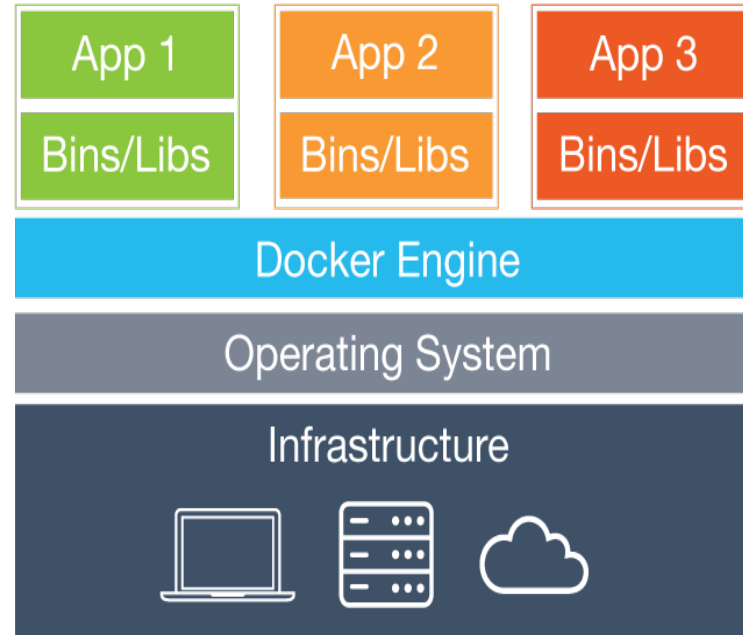 App 1
App 2
App 3
Bins/Libs
Bins/Libs
Bins/Libs
Docker Engine
Operating System
Infrastructure